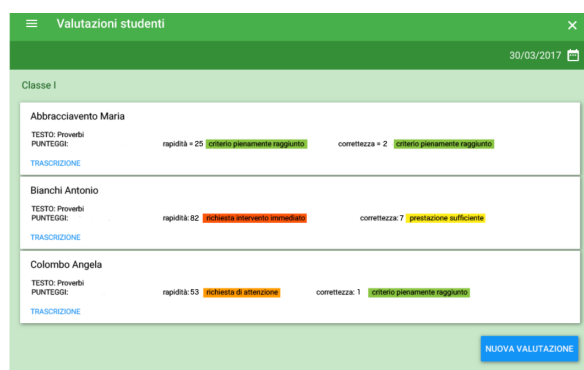 Valutazioni studenti
30/03/2017
Classe I
Abbracciavento Maria
TESTO: Proverbi
PUNTEGGI: rapidità = 25 criterio pienamente raggiunto correttezza = 2 criterio pienamente raggiunto
TRASCRIZIONE
Bianchi Antonio
TESTO: Proverbi
PUNTEGGI: rapidità: 82 richiesta intervento immediato correttezza: 7 prestazione sufficiente
TRASCRIZIONE
Colombo Angela
TESTO: Proverbi
PUNTEGGI: rapidità: 53 richiesta di attenzione correttezza: 1 criterio pienamente raggiunto
TRASCRIZIONE
NUOVA VALUTAZIONE